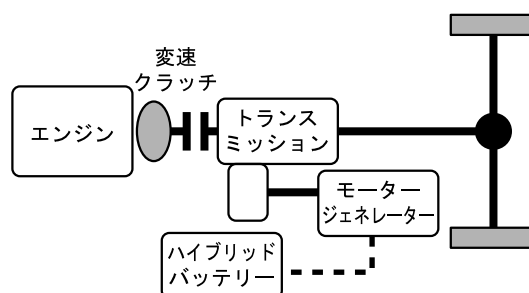 変速
クラッチ
エンジン
トランス
ミッション
モーター
ジェネレーター
ハイブリッド
バッテリー